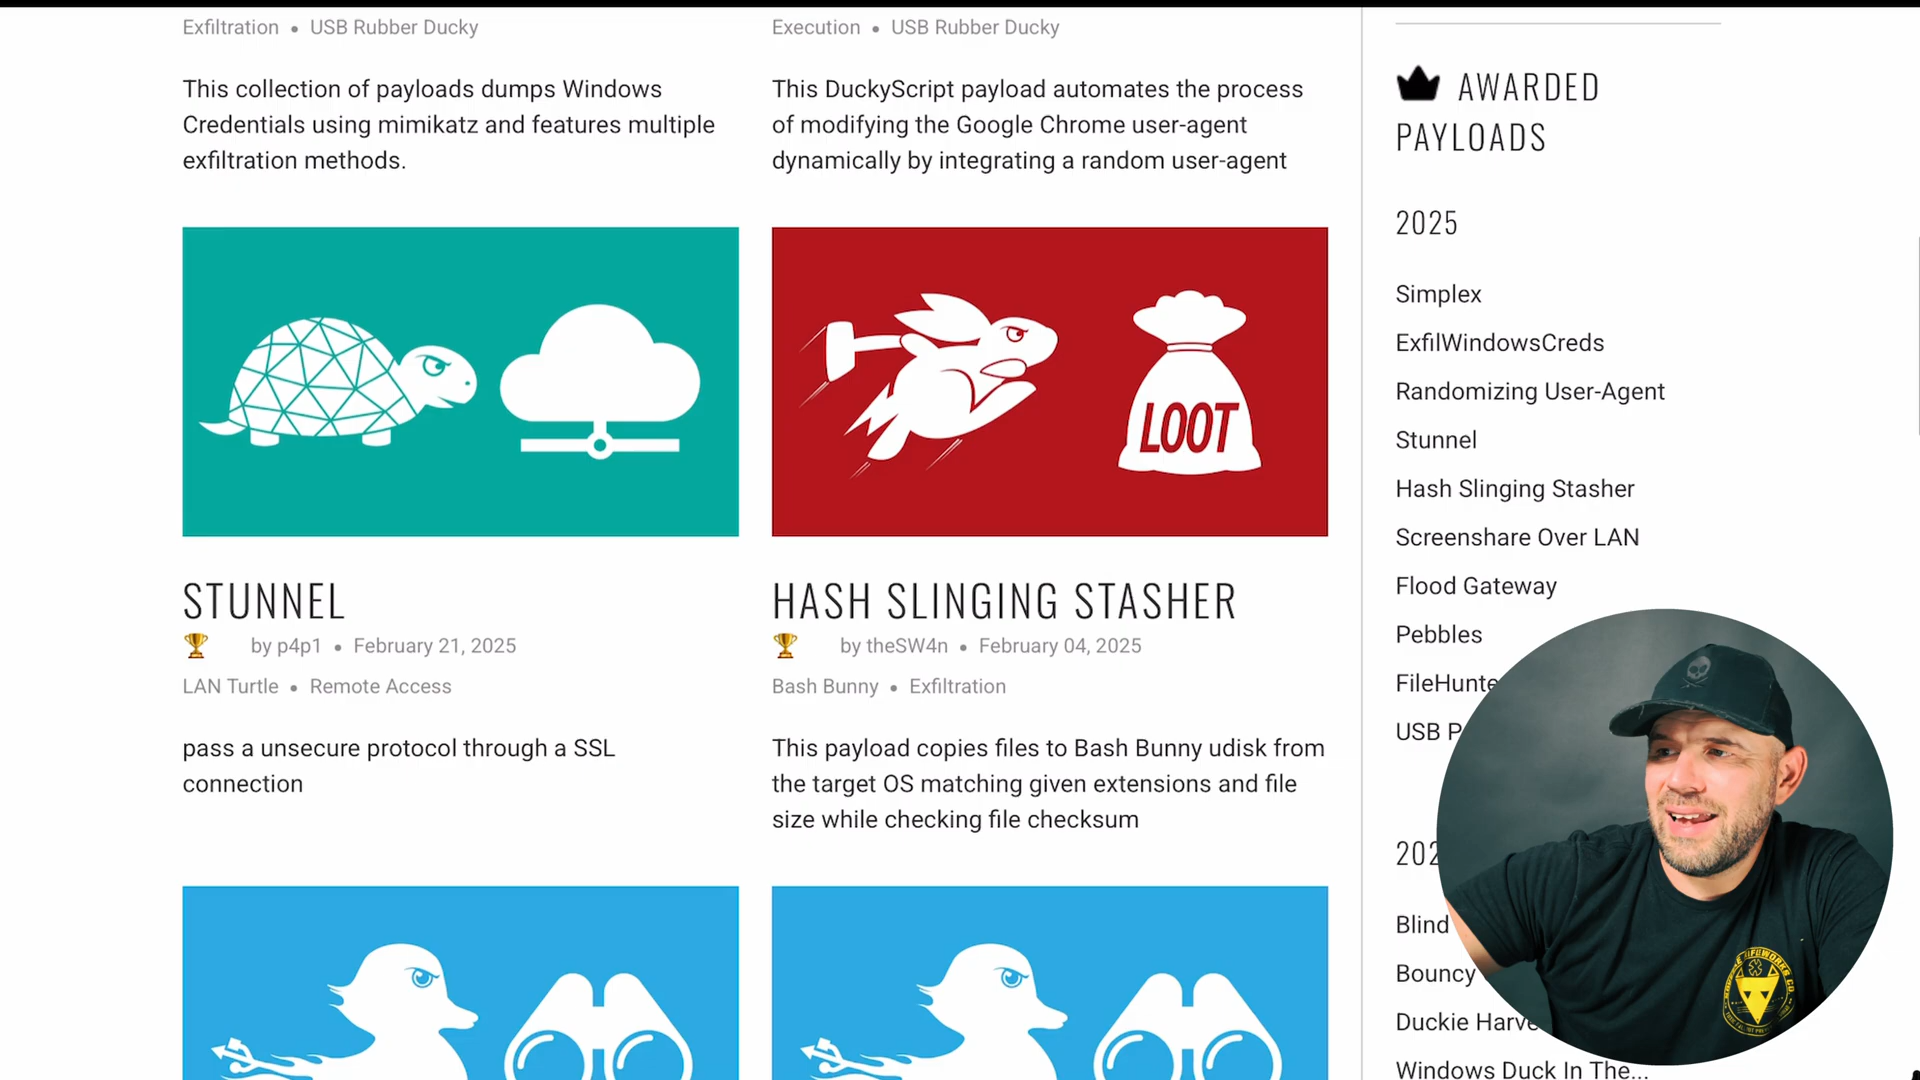 Exfiltration • USB Rubber Ducky
This collection of payloads dumps Windows
Credentials using mimikatz and features multiple
exfiltration methods.
Execution • USB Rubber Ducky
This DuckyScript payload automates the process
of modifying the Google Chrome user-agent
dynamically by integrating a random user-agent
LOOT
STUNNEL
by p4p1 • February 21, 2025
LAN Turtle • Remote Access
pass a unsecure protocol through a SSL
connection
HASH SLINGING STASHER
by theSW4n • February 04, 2025
Bash Bunny • Exfiltration
This payload copies files to Bash Bunny udisk from
the target OS matching given extensions and file
size while checking file checksum
AWARDED
PAYLOADS
2025
Simplex
ExfilWindowsCreds
Randomizing User-Agent
Stunnel
Hash Slinging Stasher
Screenshare Over LAN
Flood Gateway
Pebbles
FileHunte
USB P
202
Blind
Bouncy
Duckie Harve
Windows Duck In The...